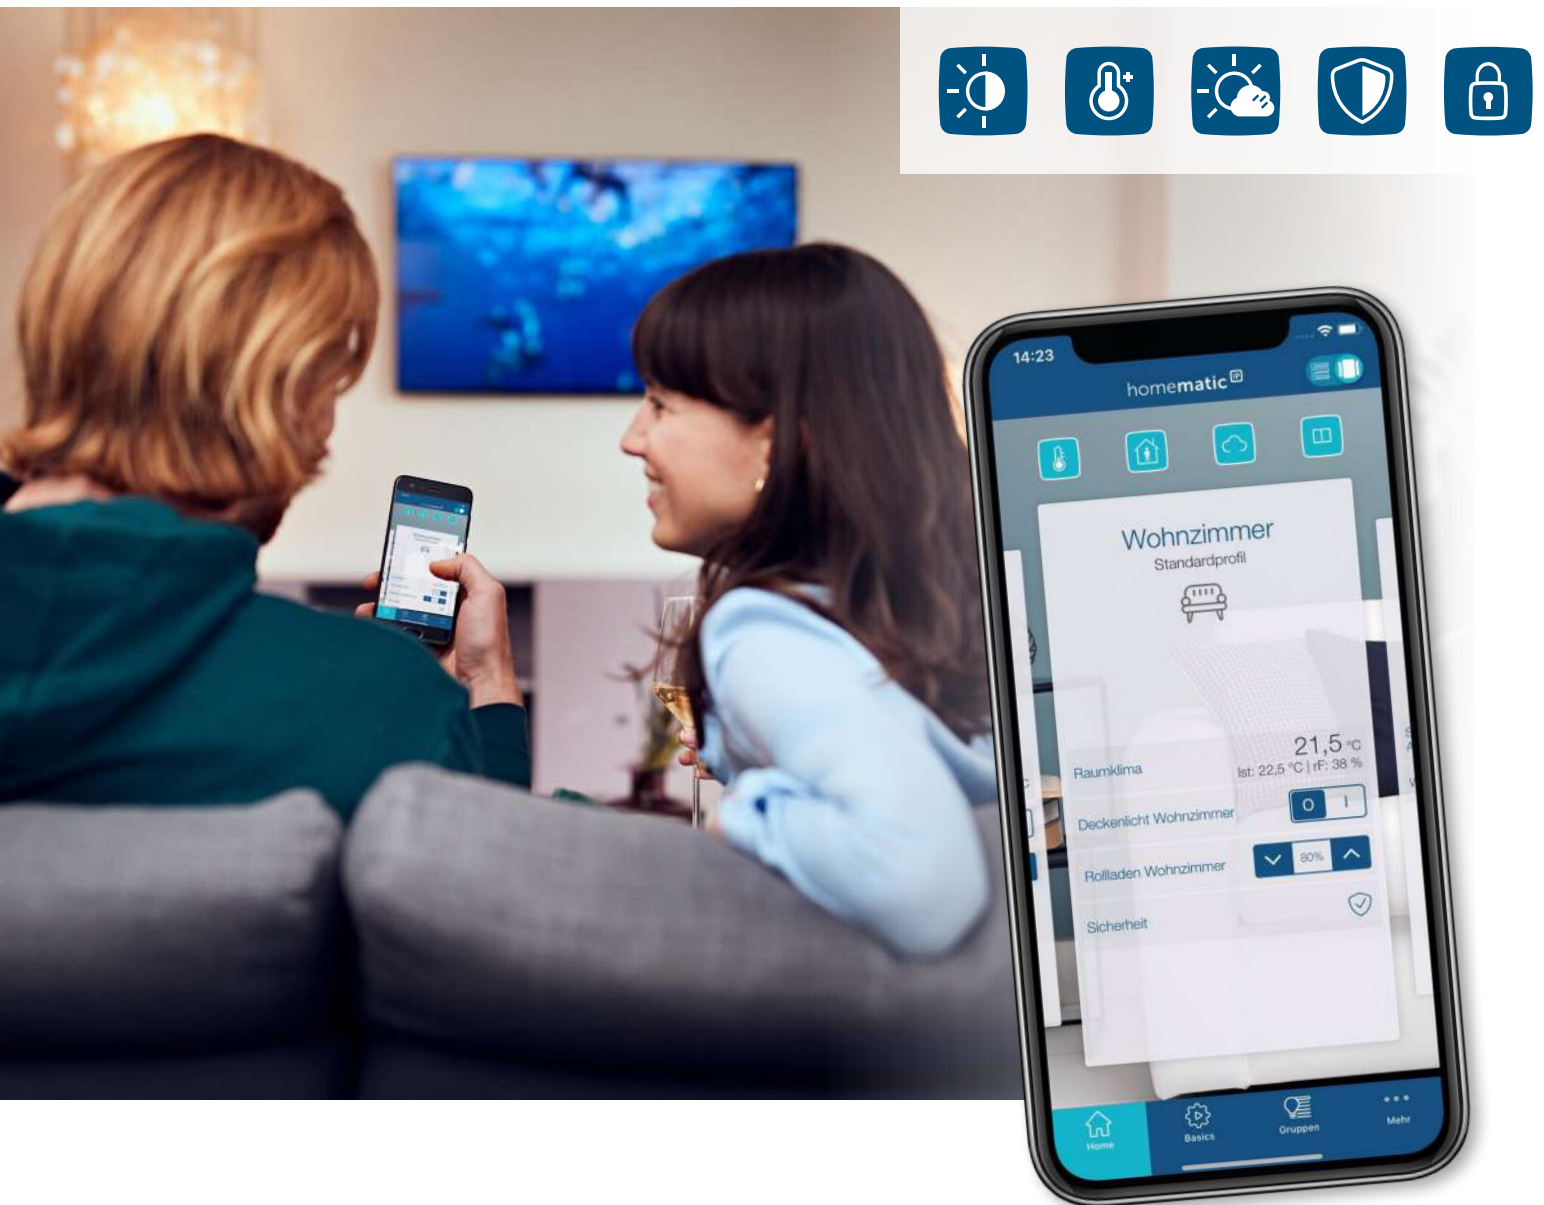 14:23
homematic IP
Wohnzimmer
Standardprofil
21,5 °C
Raumklima
Ist: 22,5 °C | rF: 38 %
Deckenlicht Wohnzimmer
O I
Rollladen Wohnzimmer
80%
Sicherheit
Home
Basics
Gruppen
Mehr